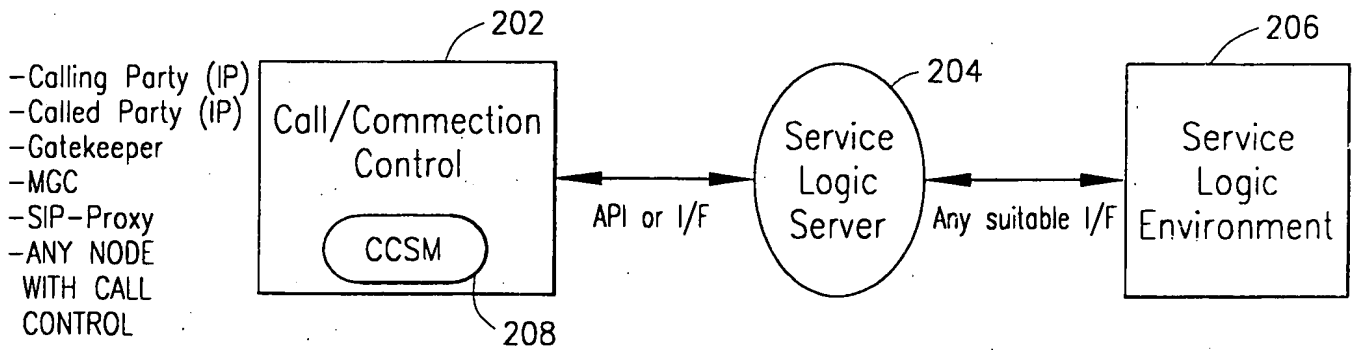 202
206
204
-Calling Party (IP)
-Called Party (IP)
-Gatekeeper
-MGC
-SIP-Proxy
-ANY NODE
WITH CALL
CONTROL
Call/Commection
Control
CCSM
208
API or I/F
Service
Logic
Server
Any suitable I/F
Service
Logic
Environment